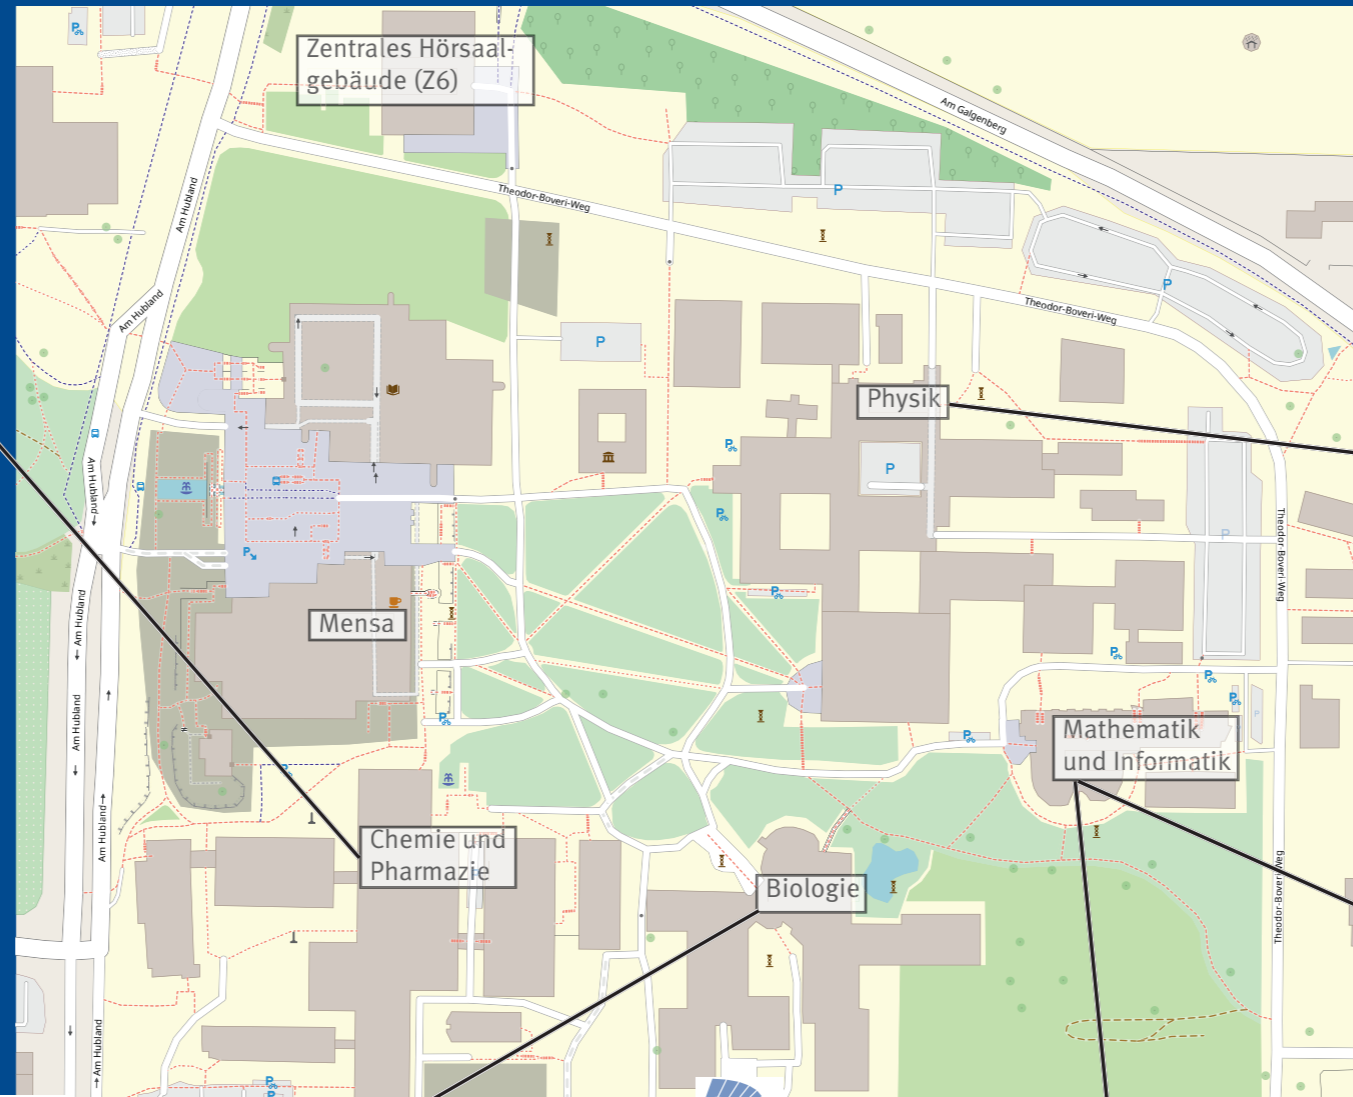 Zentrales Hörsaal-
gebäude (Z6)
Am Galgenberg
Am Hubland
Theodor-Boveri-Weg
P
P
Am Hubland
Theodor-Boveri-Weg
P
Physik
P
Am Hubland
P
P
P
P
P
Theodor-Boveri-Weg
P
Am Hubland
Mensa
P
P
P
Am Hubland
P
P
P
Mathematik
und Informatik
Am Hubland
Chemie und
Pharmazie
Biologie
Theodor-Boveri-Weg
Am Hubland
P
P